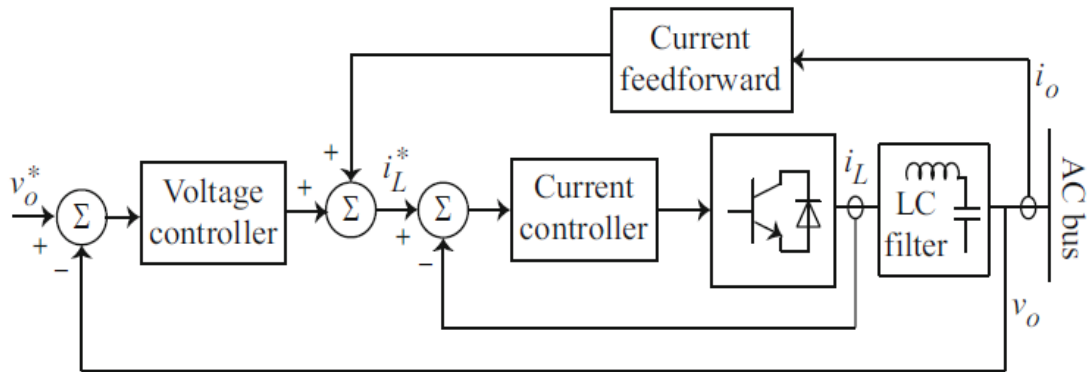 Current
feedforward
i_o
v_o^*
+
−
Σ
Voltage
controller
+
+
Σ
i_L^*
+
−
Σ
Current
controller
i_L
LC
filter
v_o
AC bus